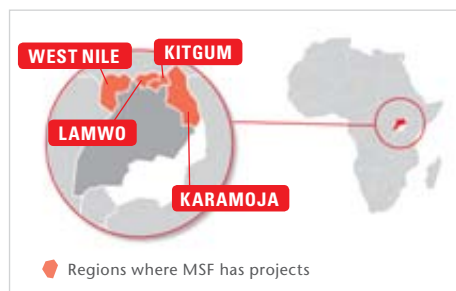 WEST NILE
KITGUM
LAMWO
KARAMOJA
Regions where MSF has projects